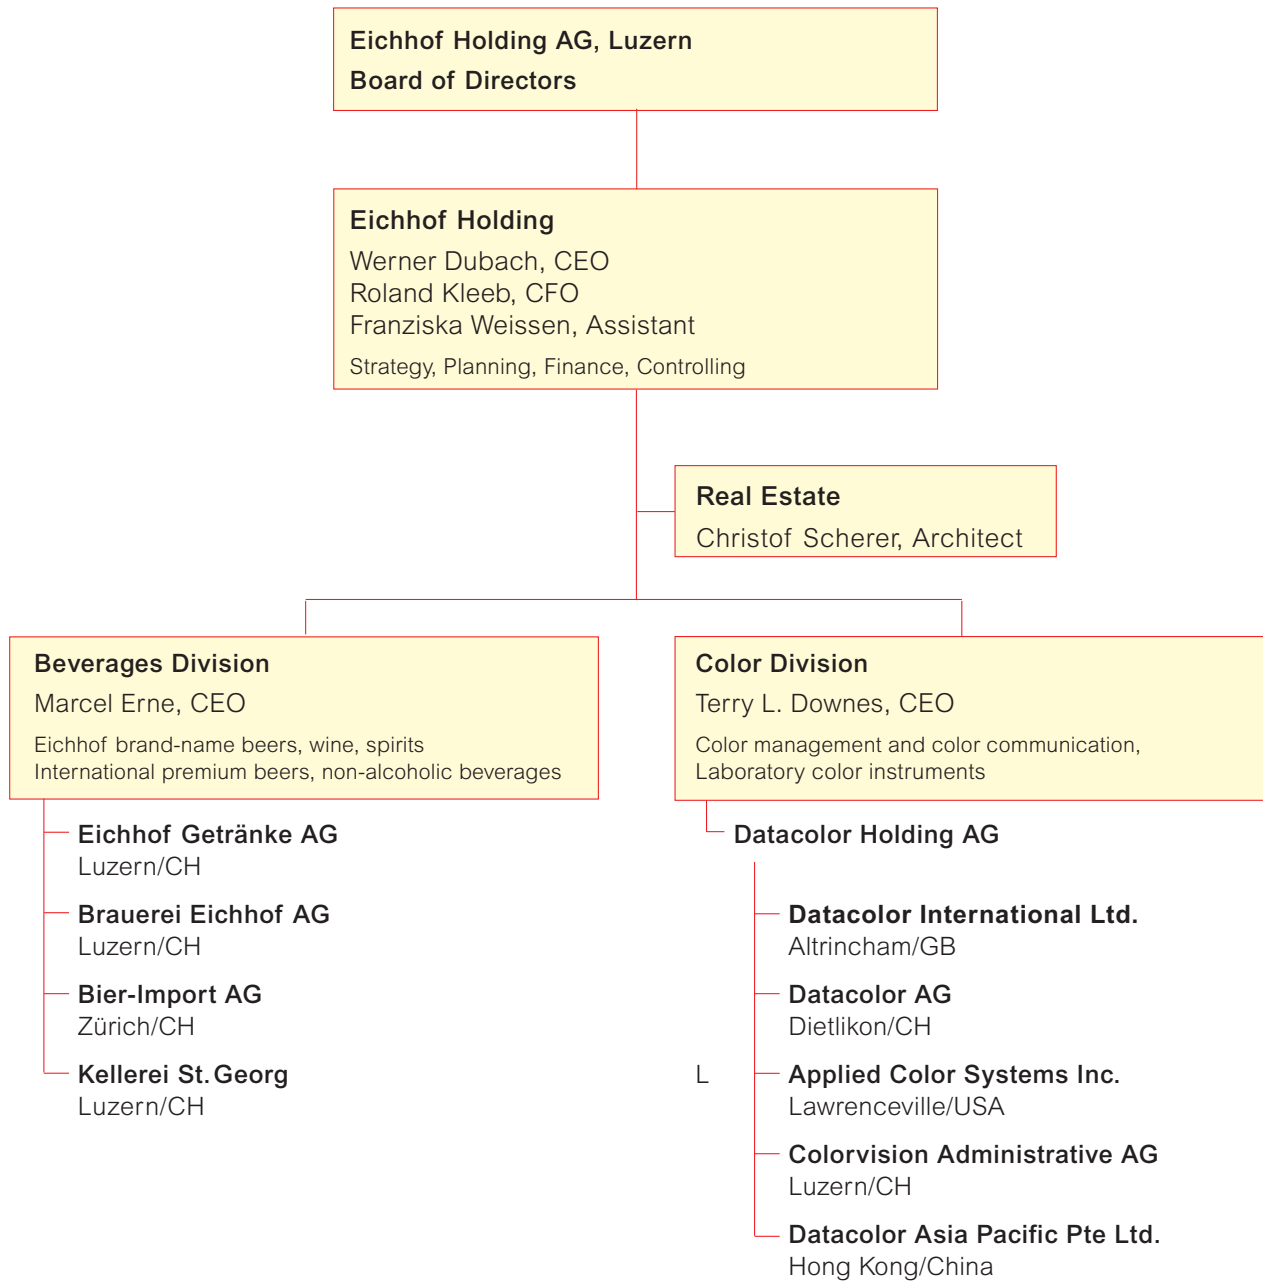 Eichhof Holding AG, Luzern
Board of Directors
Eichhof Holding
Werner Dubach, CEO
Roland Kleeb, CFO
Franziska Weissen, Assistant
Strategy, Planning, Finance, Controlling
Real Estate
Christof Scherer, Architect
Beverages Division
Marcel Erne, CEO
Eichhof brand-name beers, wine, spirits
International premium beers, non-alcoholic beverages
Eichhof Getränke AG
Luzern/CH
Brauerei Eichhof AG
Luzern/CH
Bier-Import AG
Zürich/CH
Kellerei St. Georg
Luzern/CH
Color Division
Terry L. Downes, CEO
Color management and color communication,
Laboratory color instruments
Datacolor Holding AG
Datacolor International Ltd.
Altrincham/GB
Datacolor AG
Dietlikon/CH
L
Applied Color Systems Inc.
Lawrenceville/USA
Colorvision Administrative AG
Luzern/CH
Datacolor Asia Pacific Pte Ltd.
Hong Kong/China